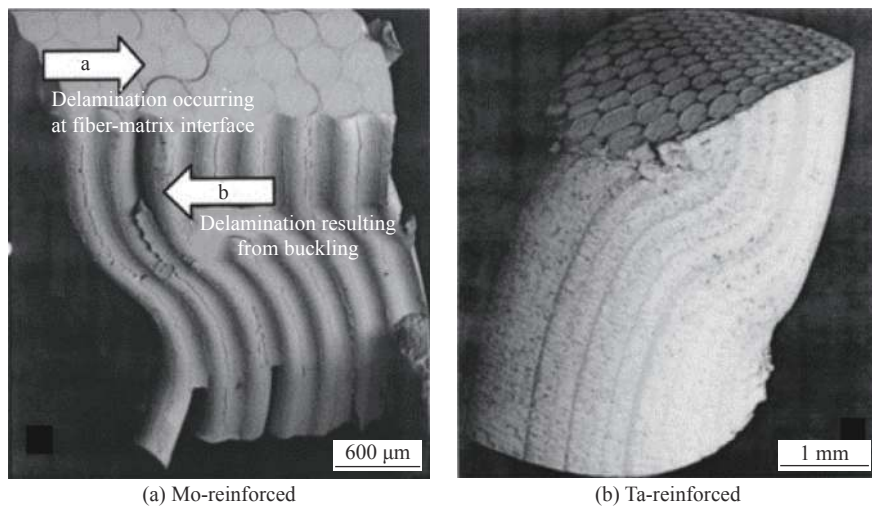 a
Delamination occurring
at fiber-matrix interface
b
Delamination resulting
from buckling
600 μm
1 mm
(a) Mo-reinforced
(b) Ta-reinforced